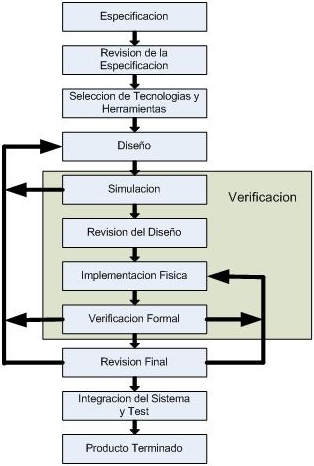 Especificacion
Revision de la
Especificacion
Seleccion de Tecnologias y
Herramientas
Diseño
Simulacion
Verificacion
Revision del Diseño
Implementacion Fisica
Verificacion Formal
Revision Final
Integracion del Sistema
y Test
Producto Terminado